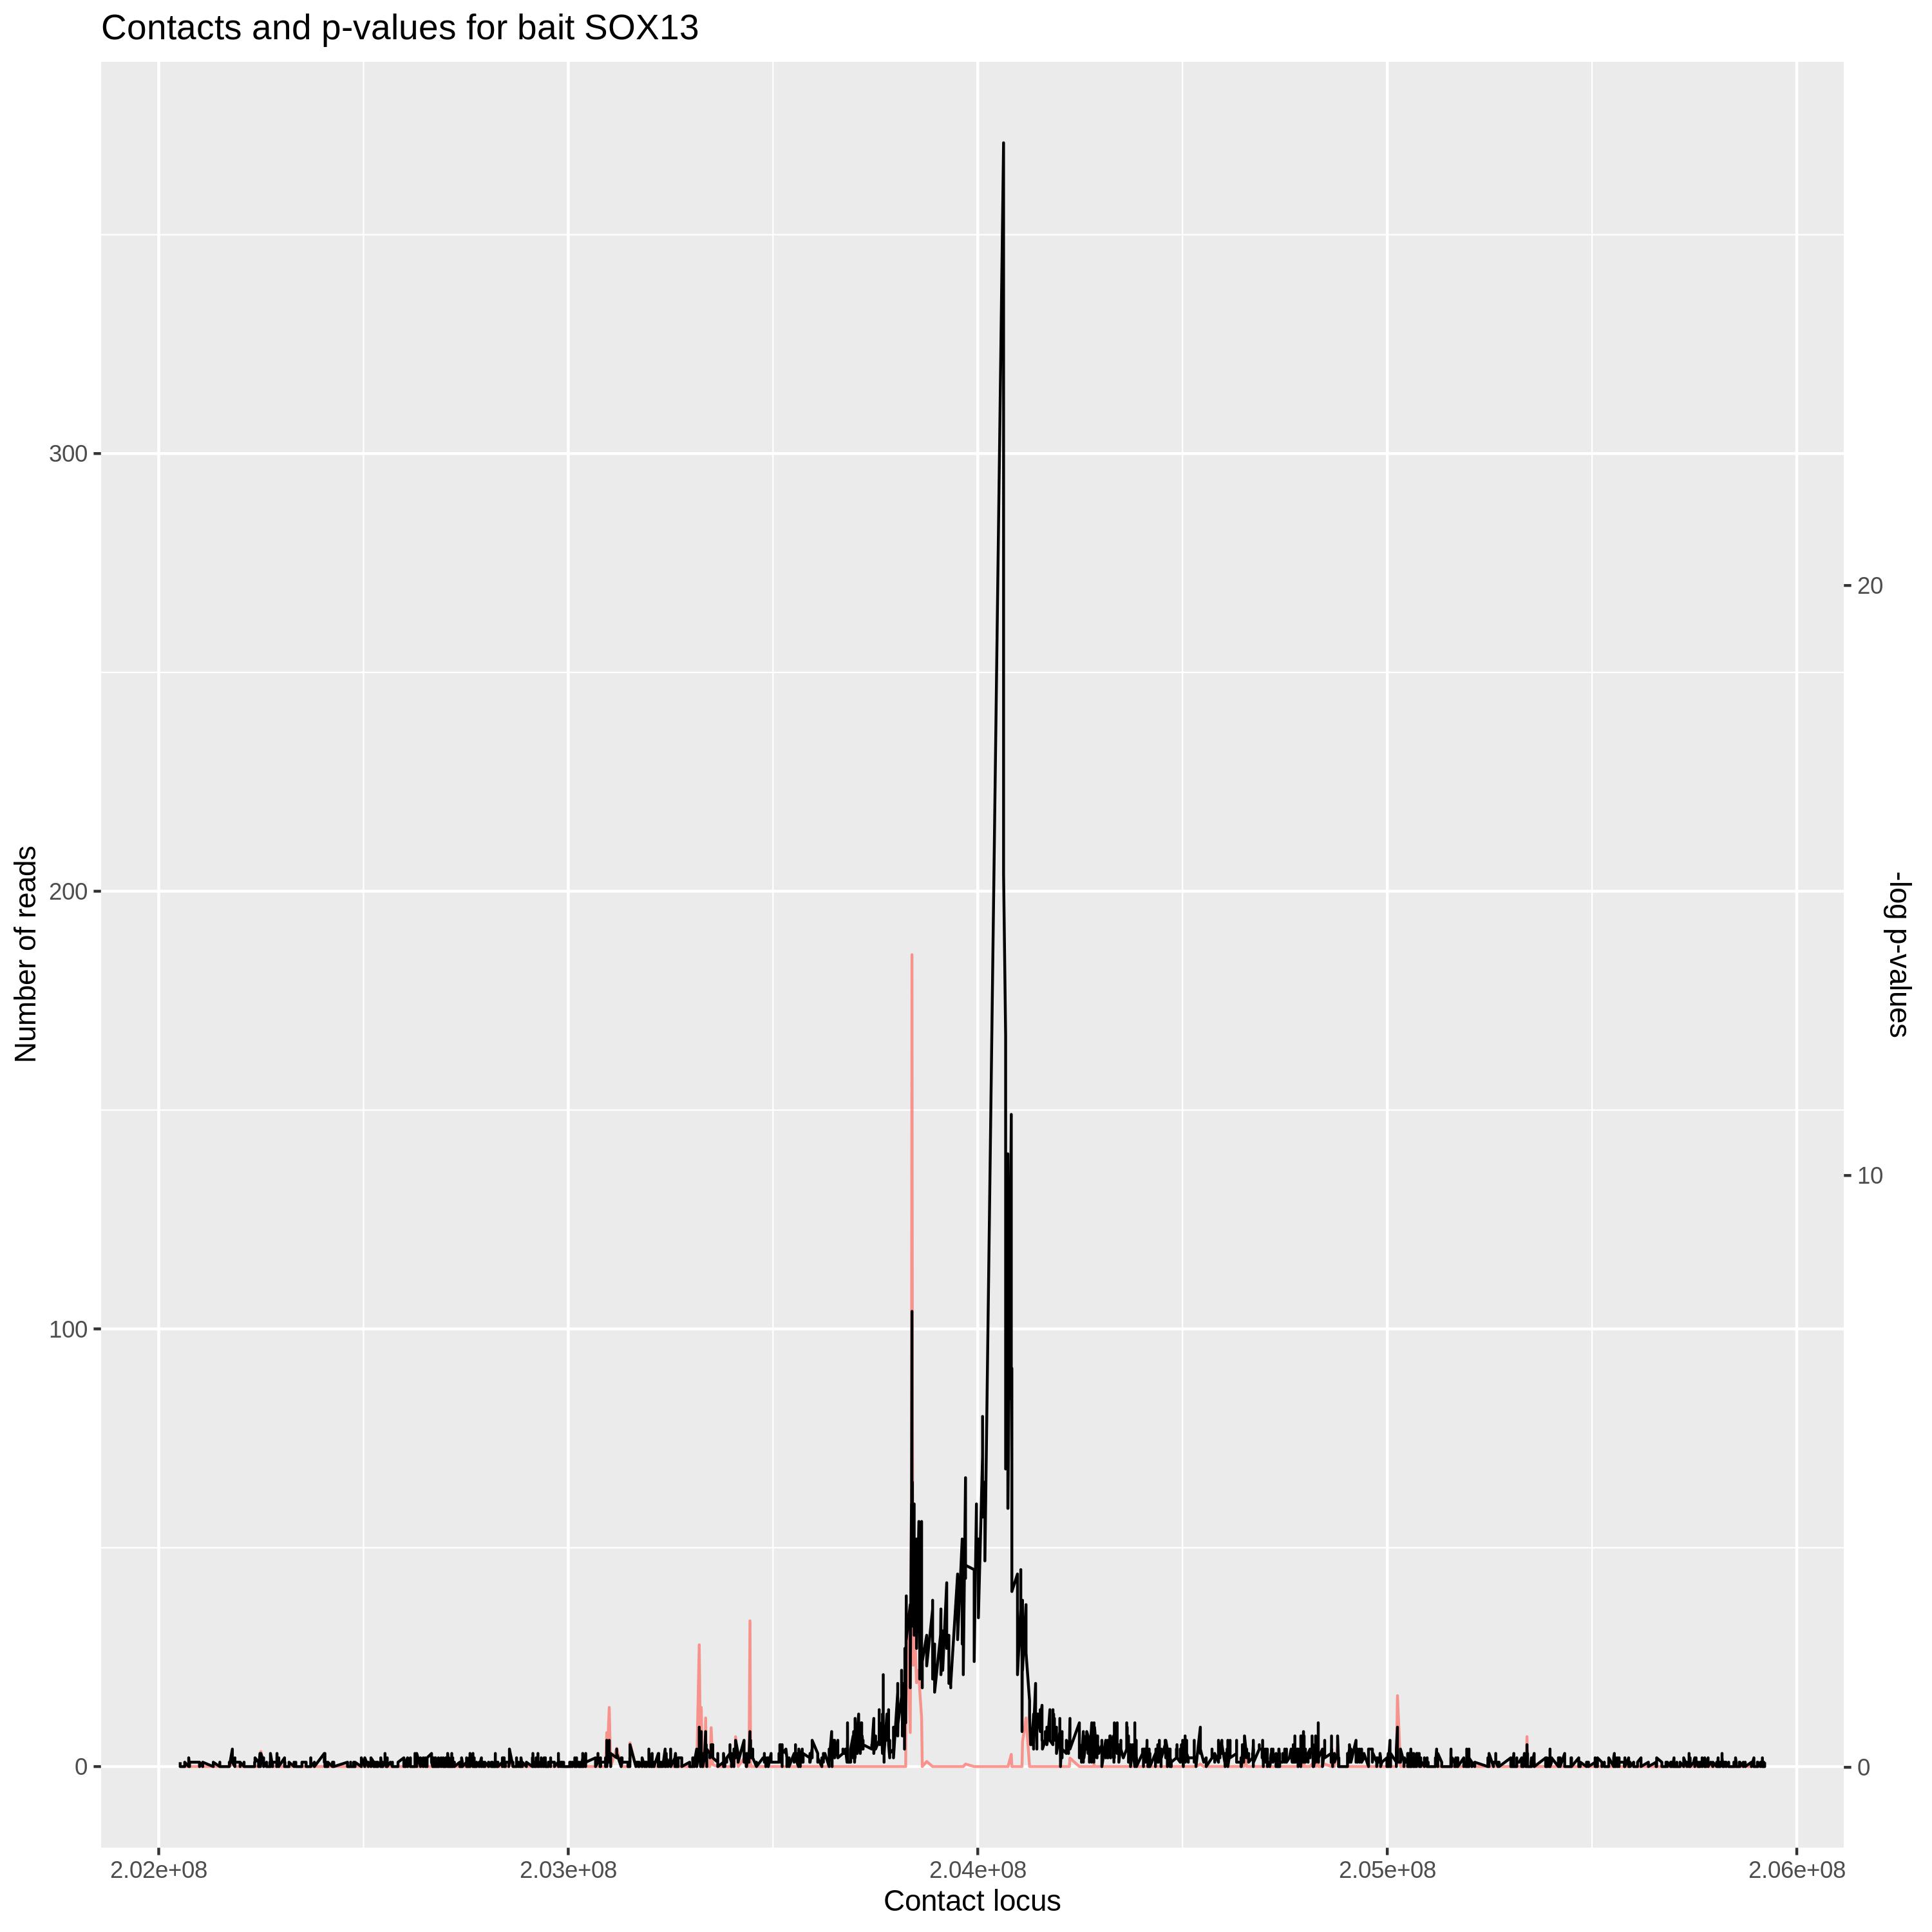 Contacts and p-values for bait SOX13
Number of reads
300
200
100
0
20
10
0
-log p-values
2.02e+08
2.03e+08
2.04e+08
2.05e+08
2.06e+08
Contact locus